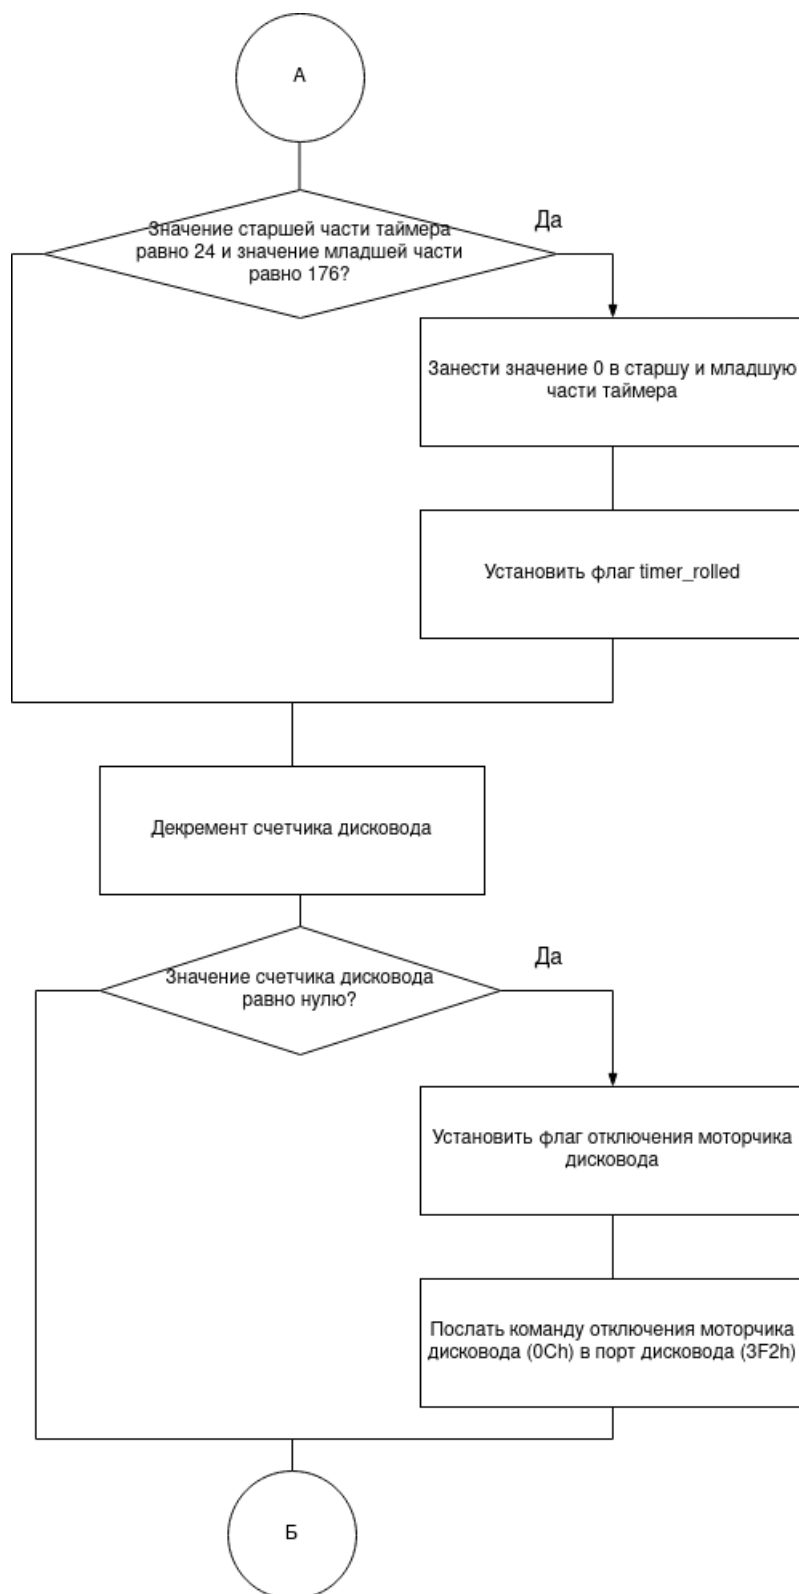 А
Значение старшей части таймера
равно 24 и значение младшей части
равно 176?
Да
Занести значение 0 в старшу и младшую
части таймера
Установить флаг timer_rolled
Декремент счетчика дисковода
Значение счетчика дисковода
равно нулю?
Да
Установить флаг отключения моторчика
дисковода
Послать команду отключения моторчика
дисковода (0Ch) в порт дисковода (3F2h)
Б